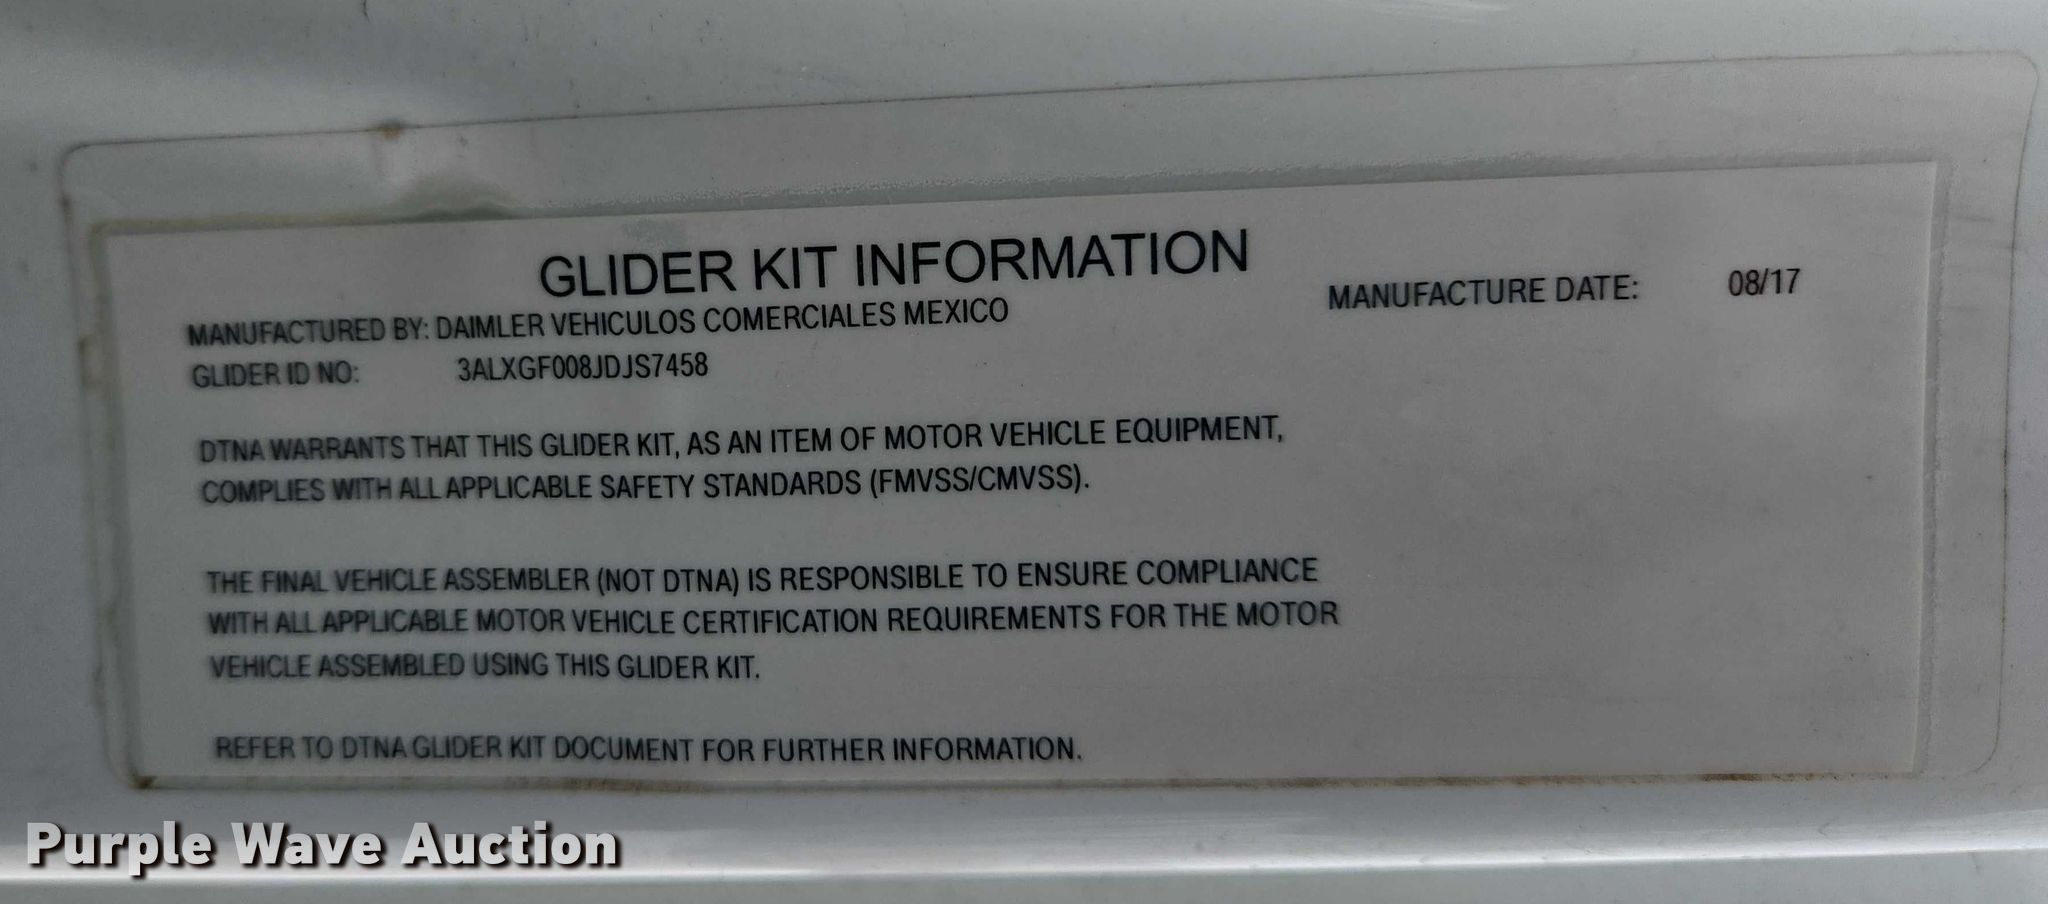 GLIDER KIT INFORMATION
MANUFACTURED BY: DAIMLER VEHICULOS COMERCIALES MEXICO
MANUFACTURE DATE: 08/17
GLIDER ID NO: 3ALXGF008JDJS7458
DTNA WARRANTS THAT THIS GLIDER KIT, AS AN ITEM OF MOTOR VEHICLE EQUIPMENT,
COMPLIES WITH ALL APPLICABLE SAFETY STANDARDS (FMVSS/CMVSS).
THE FINAL VEHICLE ASSEMBLER (NOT DTNA) IS RESPONSIBLE TO ENSURE COMPLIANCE
WITH ALL APPLICABLE MOTOR VEHICLE CERTIFICATION REQUIREMENTS FOR THE MOTOR
VEHICLE ASSEMBLED USING THIS GLIDER KIT.
REFER TO DTNA GLIDER KIT DOCUMENT FOR FURTHER INFORMATION.
Purple Wave Auction